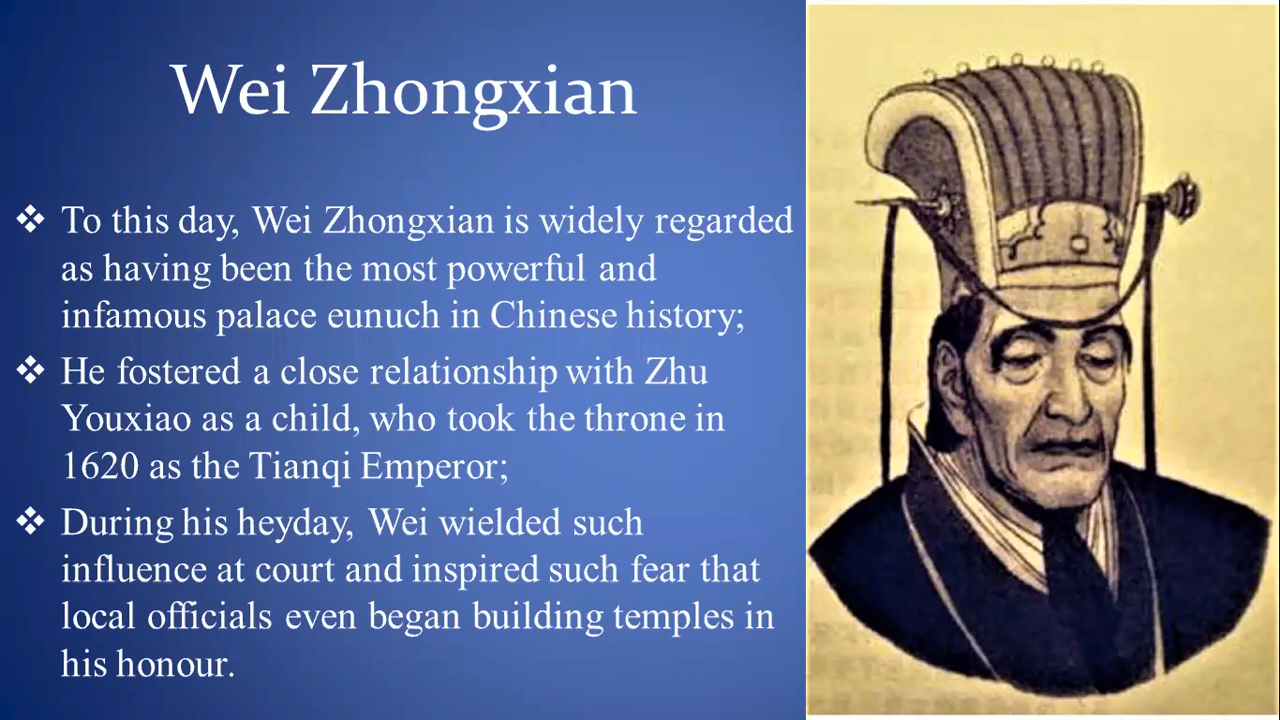 Wei Zhongxian
❖ To this day, Wei Zhongxian is widely regarded
as having been the most powerful and
infamous palace eunuch in Chinese history;
❖ He fostered a close relationship with Zhu
Youxiao as a child, who took the throne in
1620 as the Tianqi Emperor;
❖ During his heyday, Wei wielded such
influence at court and inspired such fear that
local officials even began building temples in
his honour.